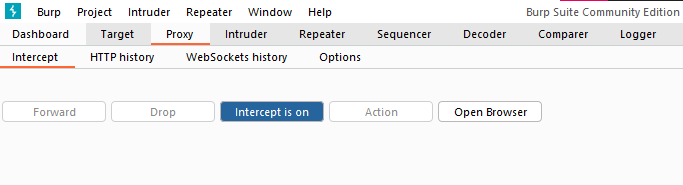 Burp Project Intruder Repeater Window Help Burp Suite Community Edition
Dashboard Target Proxy Intruder Repeater Sequencer Decoder Comparer Logger
Intercept HTTP history WebSockets history Options
Forward Drop Intercept is on Action Open Browser